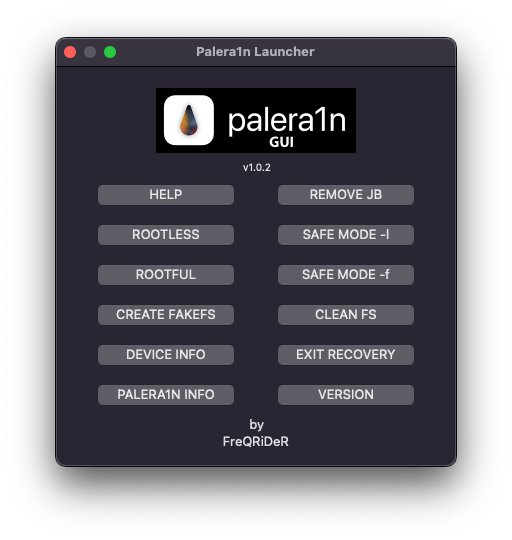 Palera1n Launcher
palera1n
GUI
v1.0.2
HELP
REMOVE JB
ROOTLESS
SAFE MODE -l
ROOTFUL
SAFE MODE -f
CREATE FAKEFS
CLEAN FS
DEVICE INFO
EXIT RECOVERY
PALERA1N INFO
VERSION
by
FreQRiDeR